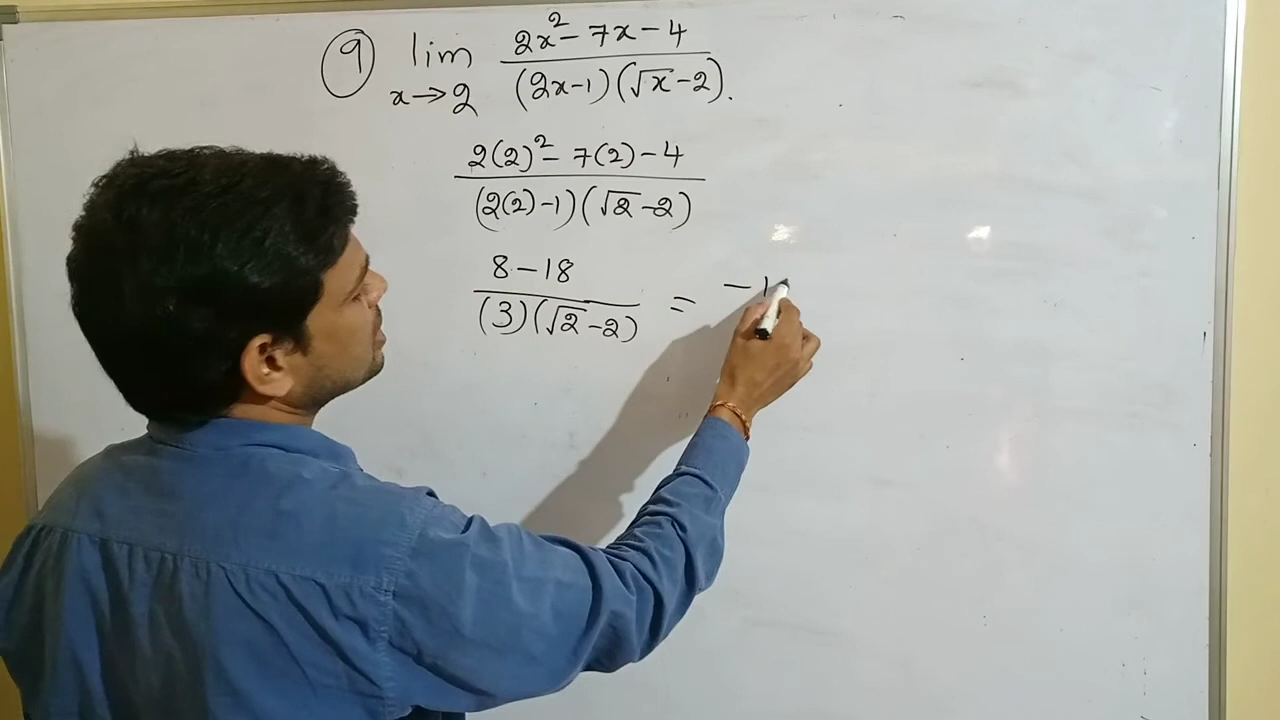 ⑨ lim x→2 2x² - 7x - 4 / (2x-1)(√x - 2).
2(2)² - 7(2) - 4 / (2(2)-1)(√2 - 2)
8 - 18 / (3)(√2 - 2) = -1